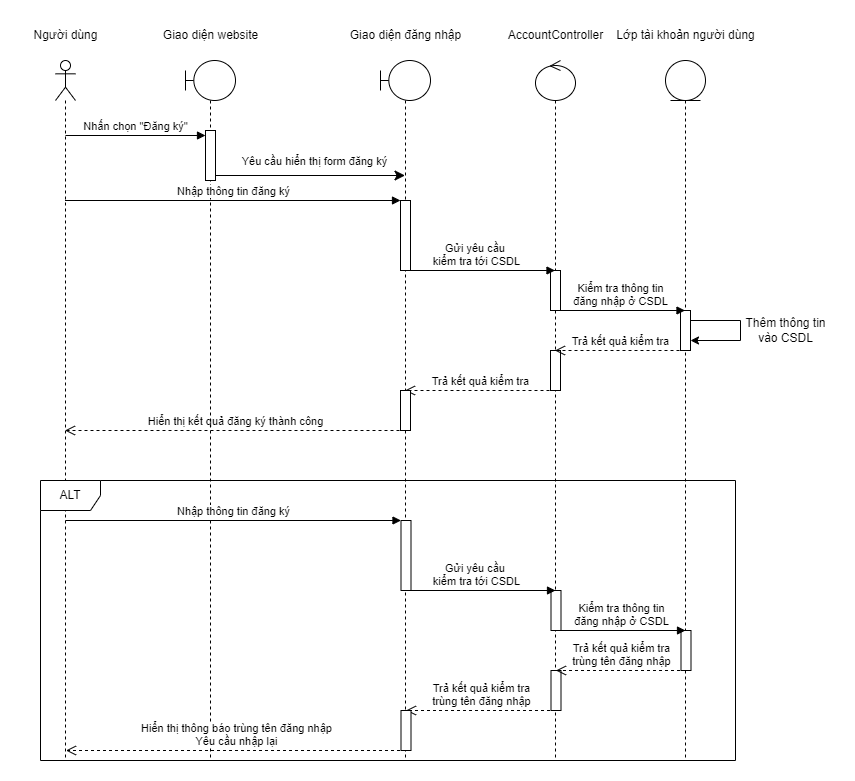 Người dùng
Giao diện website
Giao diện đăng nhập
AccountController
Lớp tài khoản người dùng
Nhấn chọn "Đăng ký"
Yêu cầu hiển thị form đăng ký
Nhập thông tin đăng ký
Gửi yêu cầu
kiểm tra tới CSDL
Kiểm tra thông tin
đăng nhập ở CSDL
Thêm thông tin
vào CSDL
Trả kết quả kiểm tra
Trả kết quả kiểm tra
Hiển thị kết quả đăng ký thành công
ALT
Nhập thông tin đăng ký
Gửi yêu cầu
kiểm tra tới CSDL
Kiểm tra thông tin
đăng nhập ở CSDL
Trả kết quả kiểm tra
trùng tên đăng nhập
Trả kết quả kiểm tra
trùng tên đăng nhập
Hiển thị thông báo trùng tên đăng nhập
Yêu cầu nhập lại